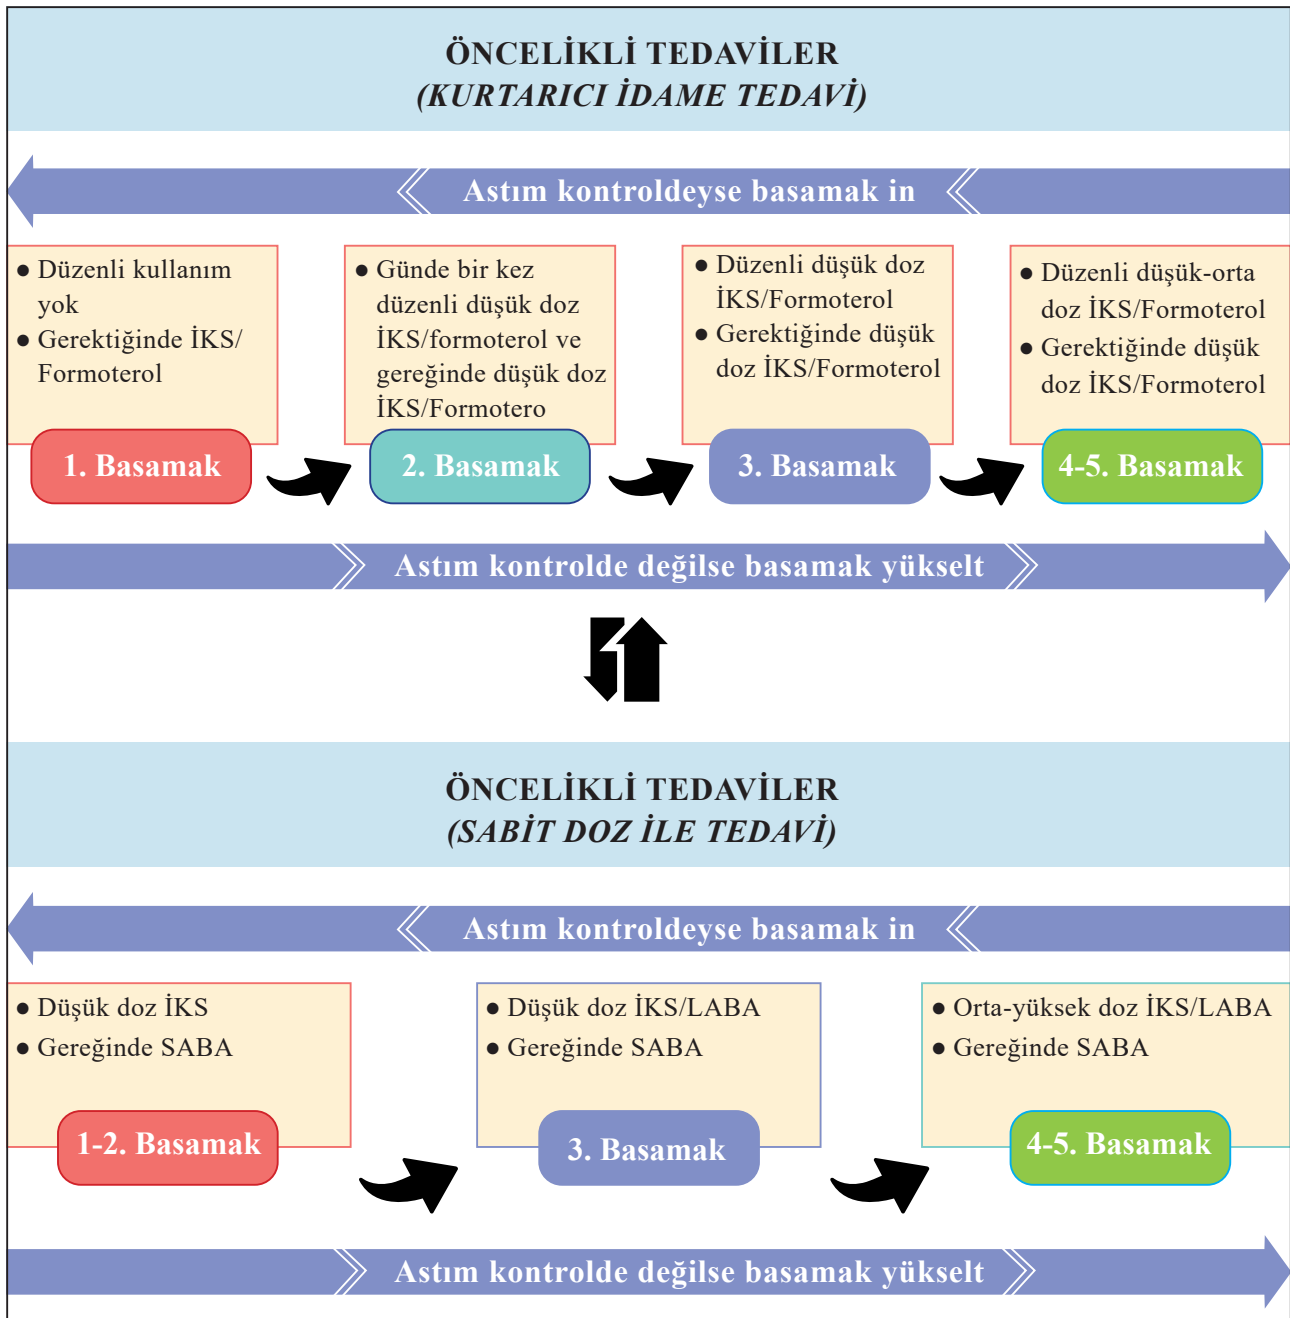 ÖNCELİKLİ TEDAVİLER
(KURTARICI İDAME TEDAVİ)
Astım kontroldeyse basamak in
● Düzenli kullanım
yok
● Gerektiğinde İKS/
Formoterol
1. Basamak
● Günde bir kez
düzenli düşük doz
İKS/formoterol ve
gereğinde düşük doz
İKS/Formotero
2. Basamak
● Düzenli düşük doz
İKS/Formoterol
● Gerektiğinde düşük
doz İKS/Formoterol
3. Basamak
● Düzenli düşük-orta
doz İKS/Formoterol
● Gerektiğinde düşük
doz İKS/Formoterol
4-5. Basamak
Astım kontrolde değilse basamak yükselt
ÖNCELİKLİ TEDAVİLER
(SABİT DOZ İLE TEDAVİ)
Astım kontroldeyse basamak in
● Düşük doz İKS
● Gereğinde SABA
1-2. Basamak
● Düşük doz İKS/LABA
● Gereğinde SABA
3. Basamak
● Orta-yüksek doz İKS/LABA
● Gereğinde SABA
4-5. Basamak
Astım kontrolde değilse basamak yükselt